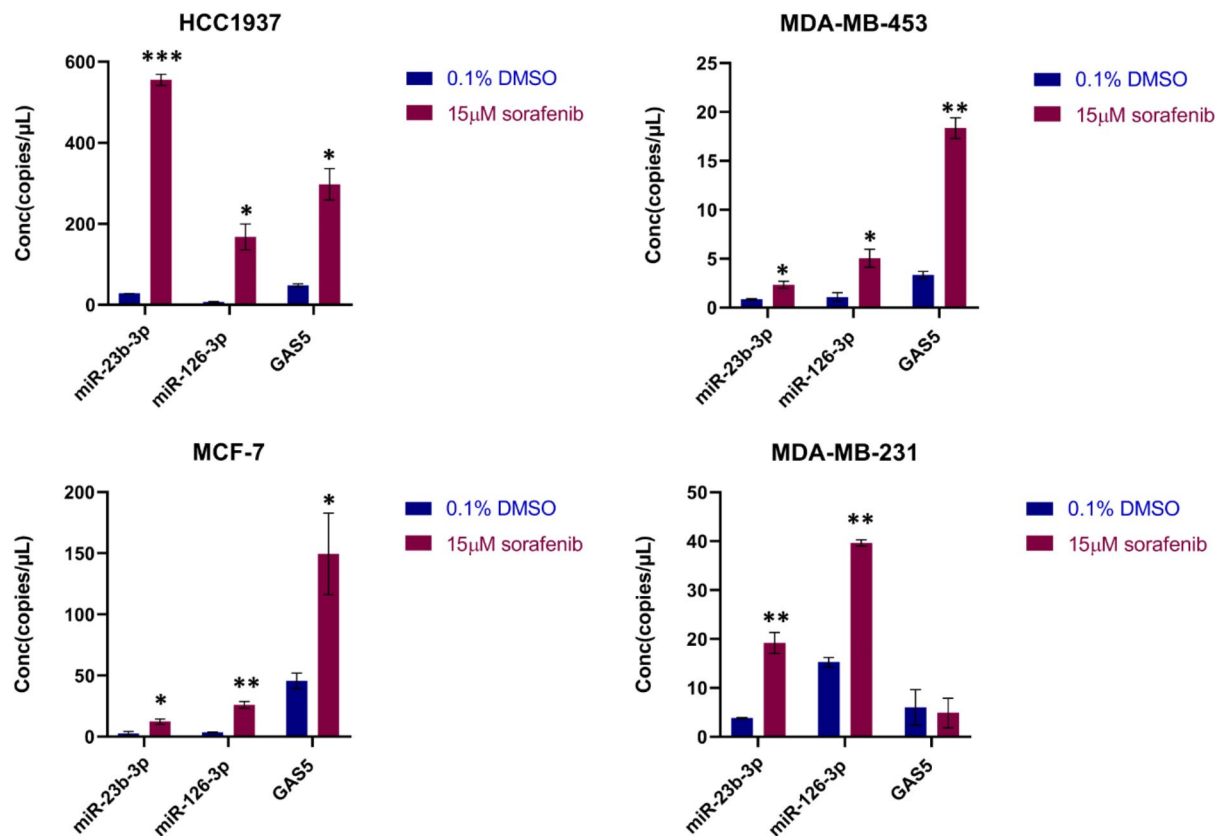 HCC1937
600
400
200
0
Conc(copies/µL)
***
*
*
miR-23b-3p
miR-126-3p
GAS5
0.1% DMSO
15µM sorafenib
MDA-MB-453
25
20
15
10
5
0
Conc(copies/µL)
*
*
**
miR-23b-3p
miR-126-3p
GAS5
0.1% DMSO
15µM sorafenib
MCF-7
200
150
100
50
0
Conc(copies/µL)
*
**
*
miR-23b-3p
miR-126-3p
GAS5
0.1% DMSO
15µM sorafenib
MDA-MB-231
50
40
30
20
10
0
Conc(copies/µL)
**
**
miR-23b-3p
miR-126-3p
GAS5
0.1% DMSO
15µM sorafenib